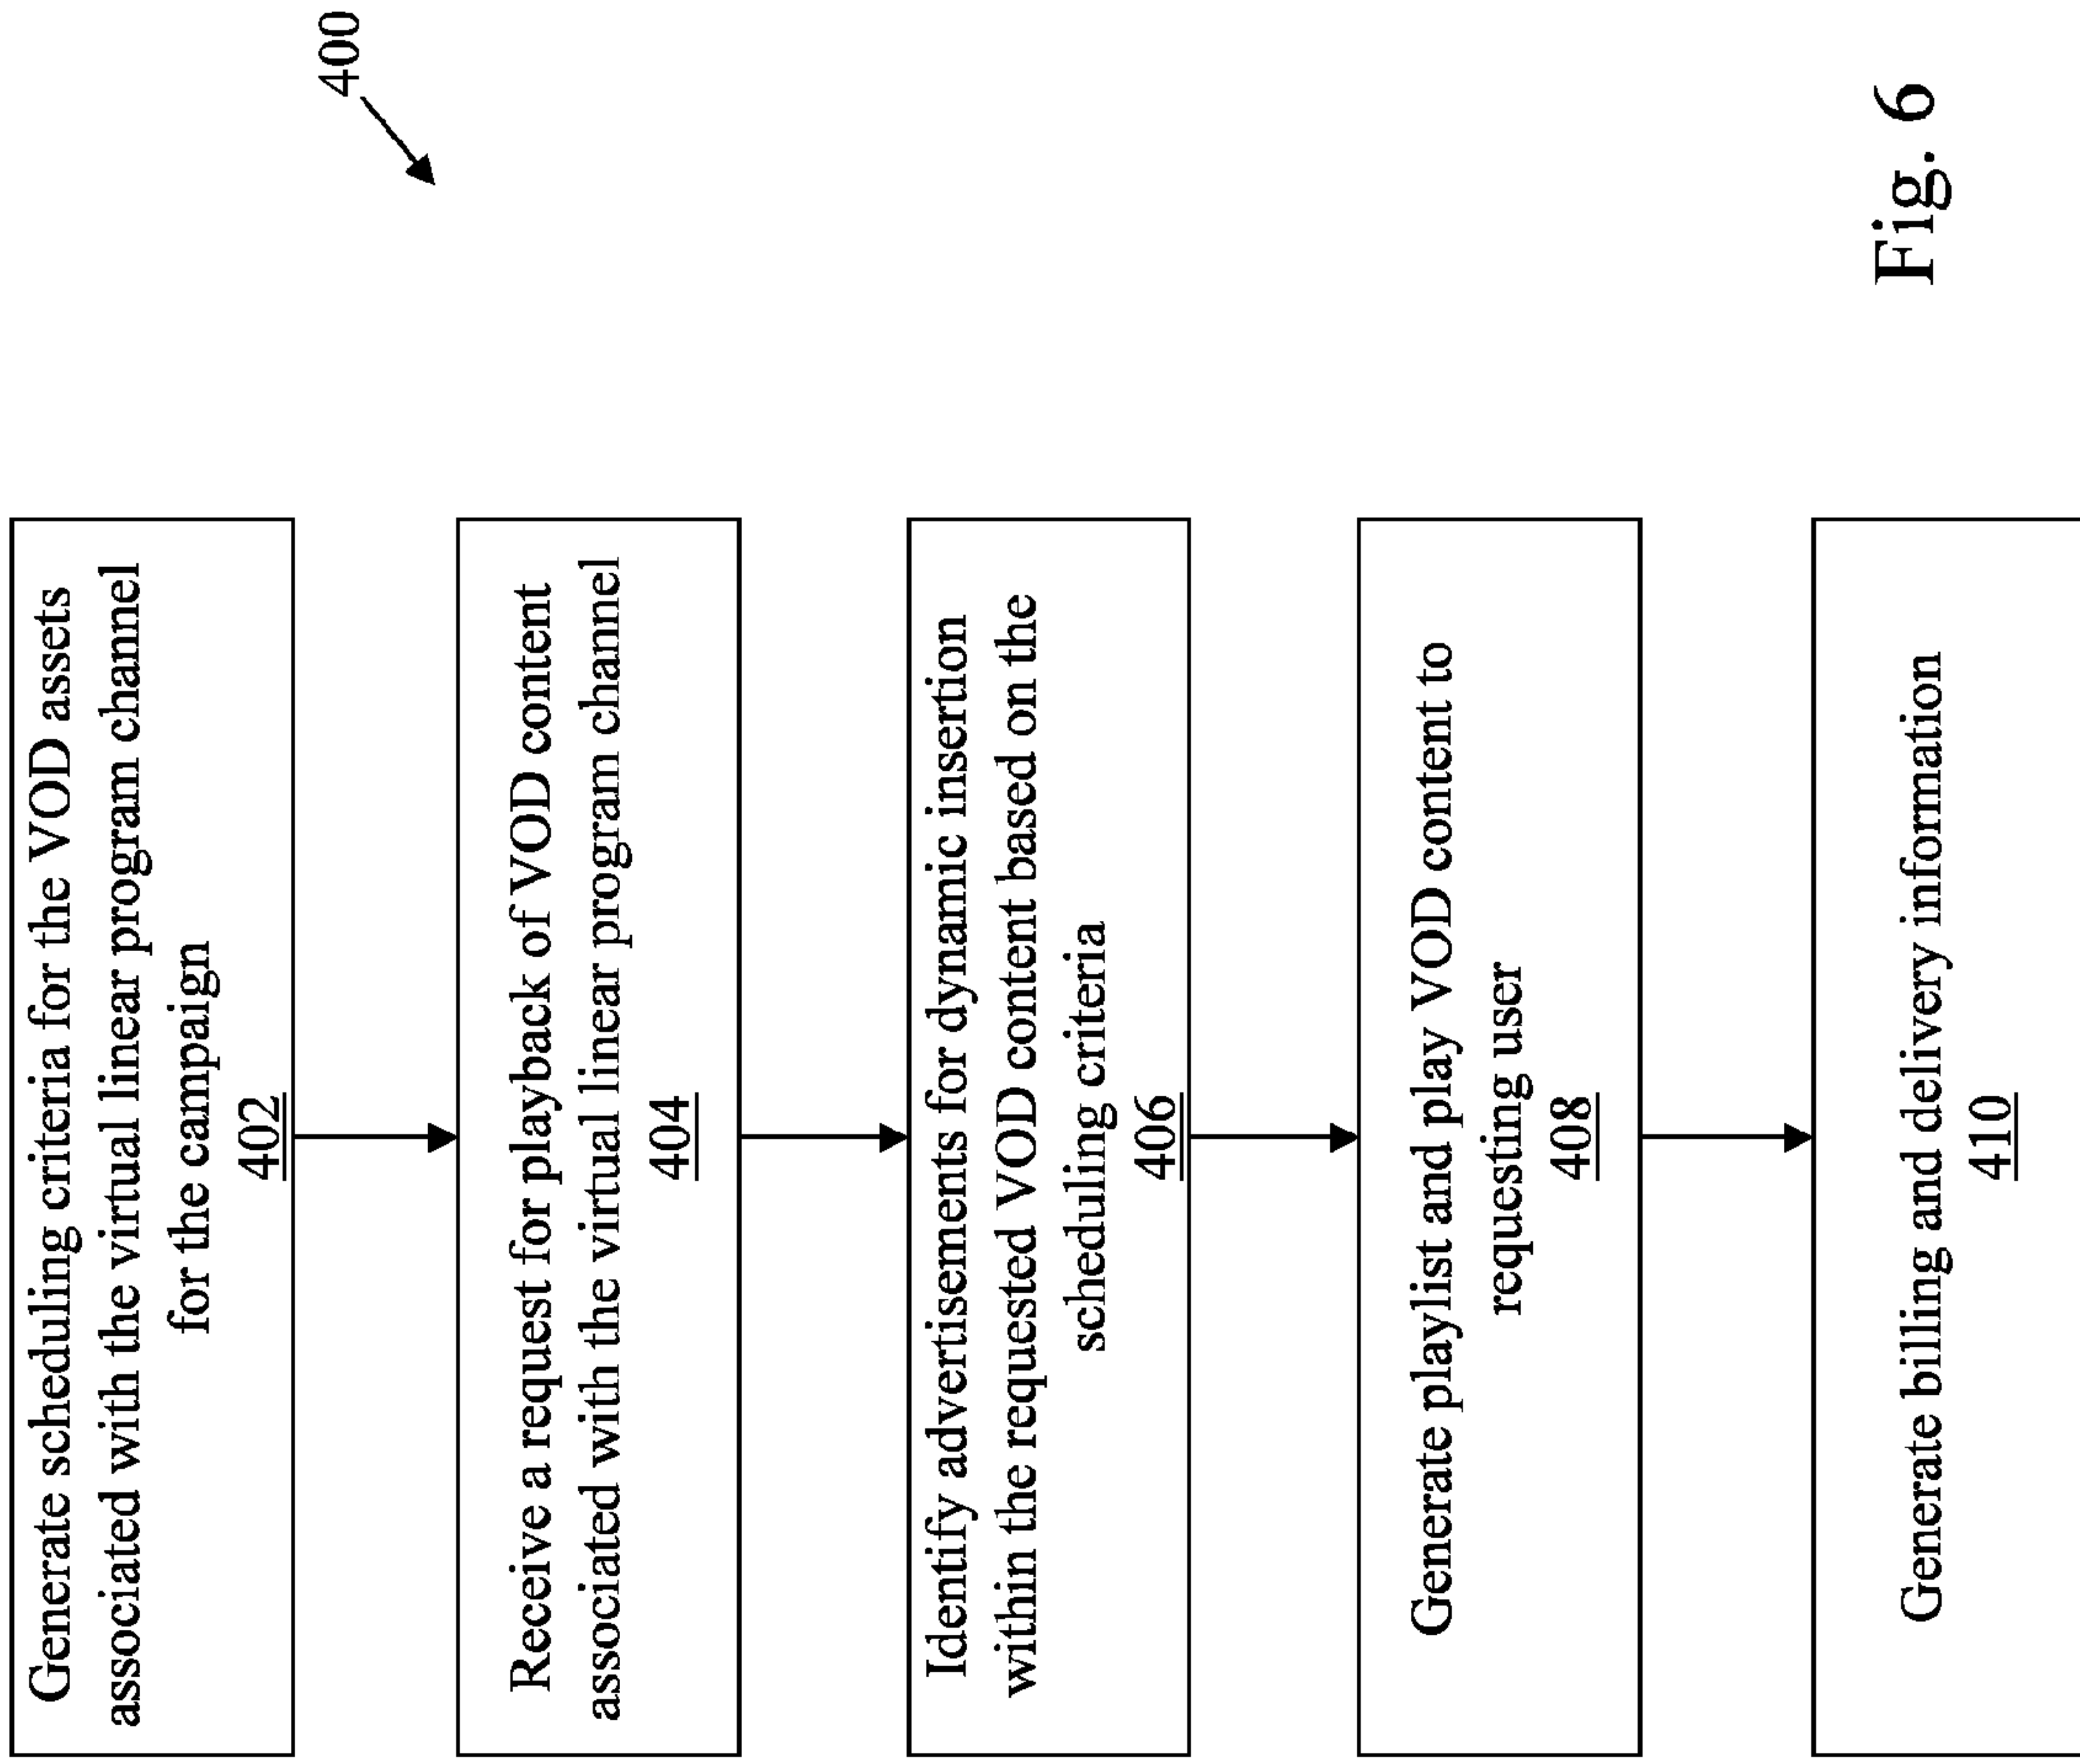 400
Generate scheduling criteria for the VOD assets
associated with the virtual linear program channel
for the campaign
402
Receive a request for playback of VOD content
associated with the virtual linear program channel
404
Identify advertisements for dynamic insertion
within the requested VOD content based on the
scheduling criteria
406
Generate playlist and play VOD content to
requesting user
408
Generate billing and delivery information
410
Fig. 6